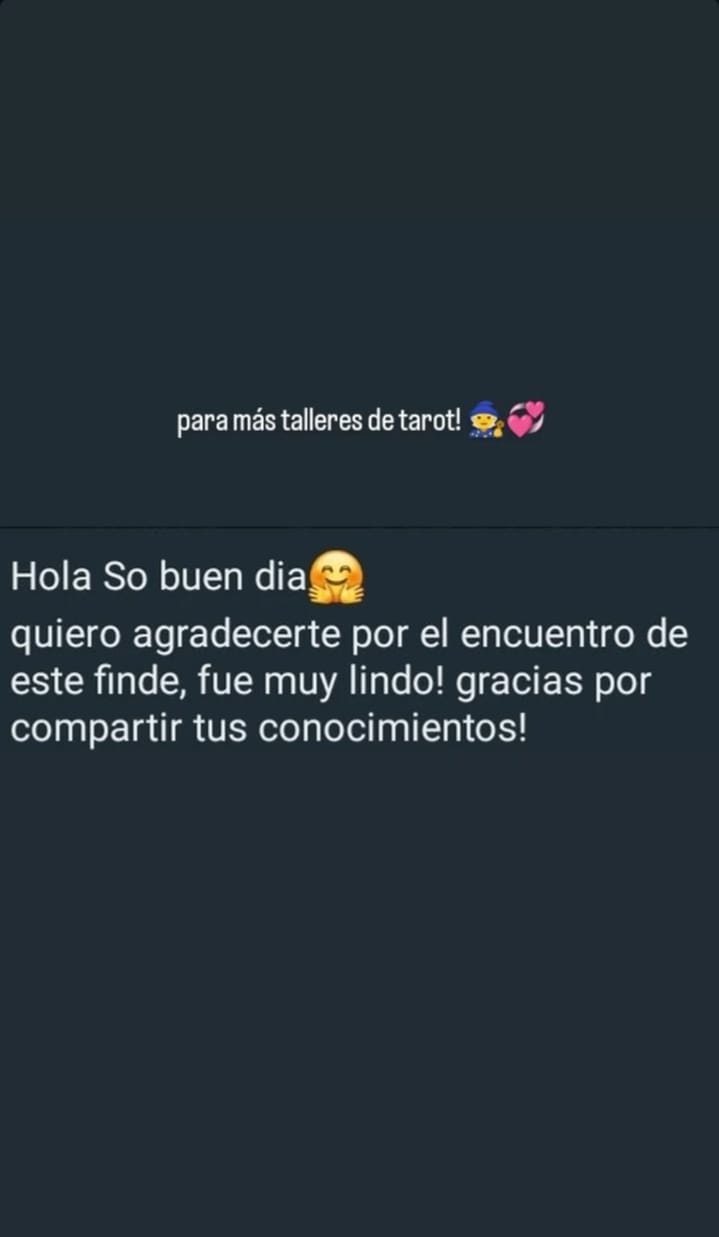 para más talleres de tarot! 🧙💞
Hola So buen dia🤗
quiero agradecerte por el encuentro de
este finde, fue muy lindo! gracias por
compartir tus conocimientos!